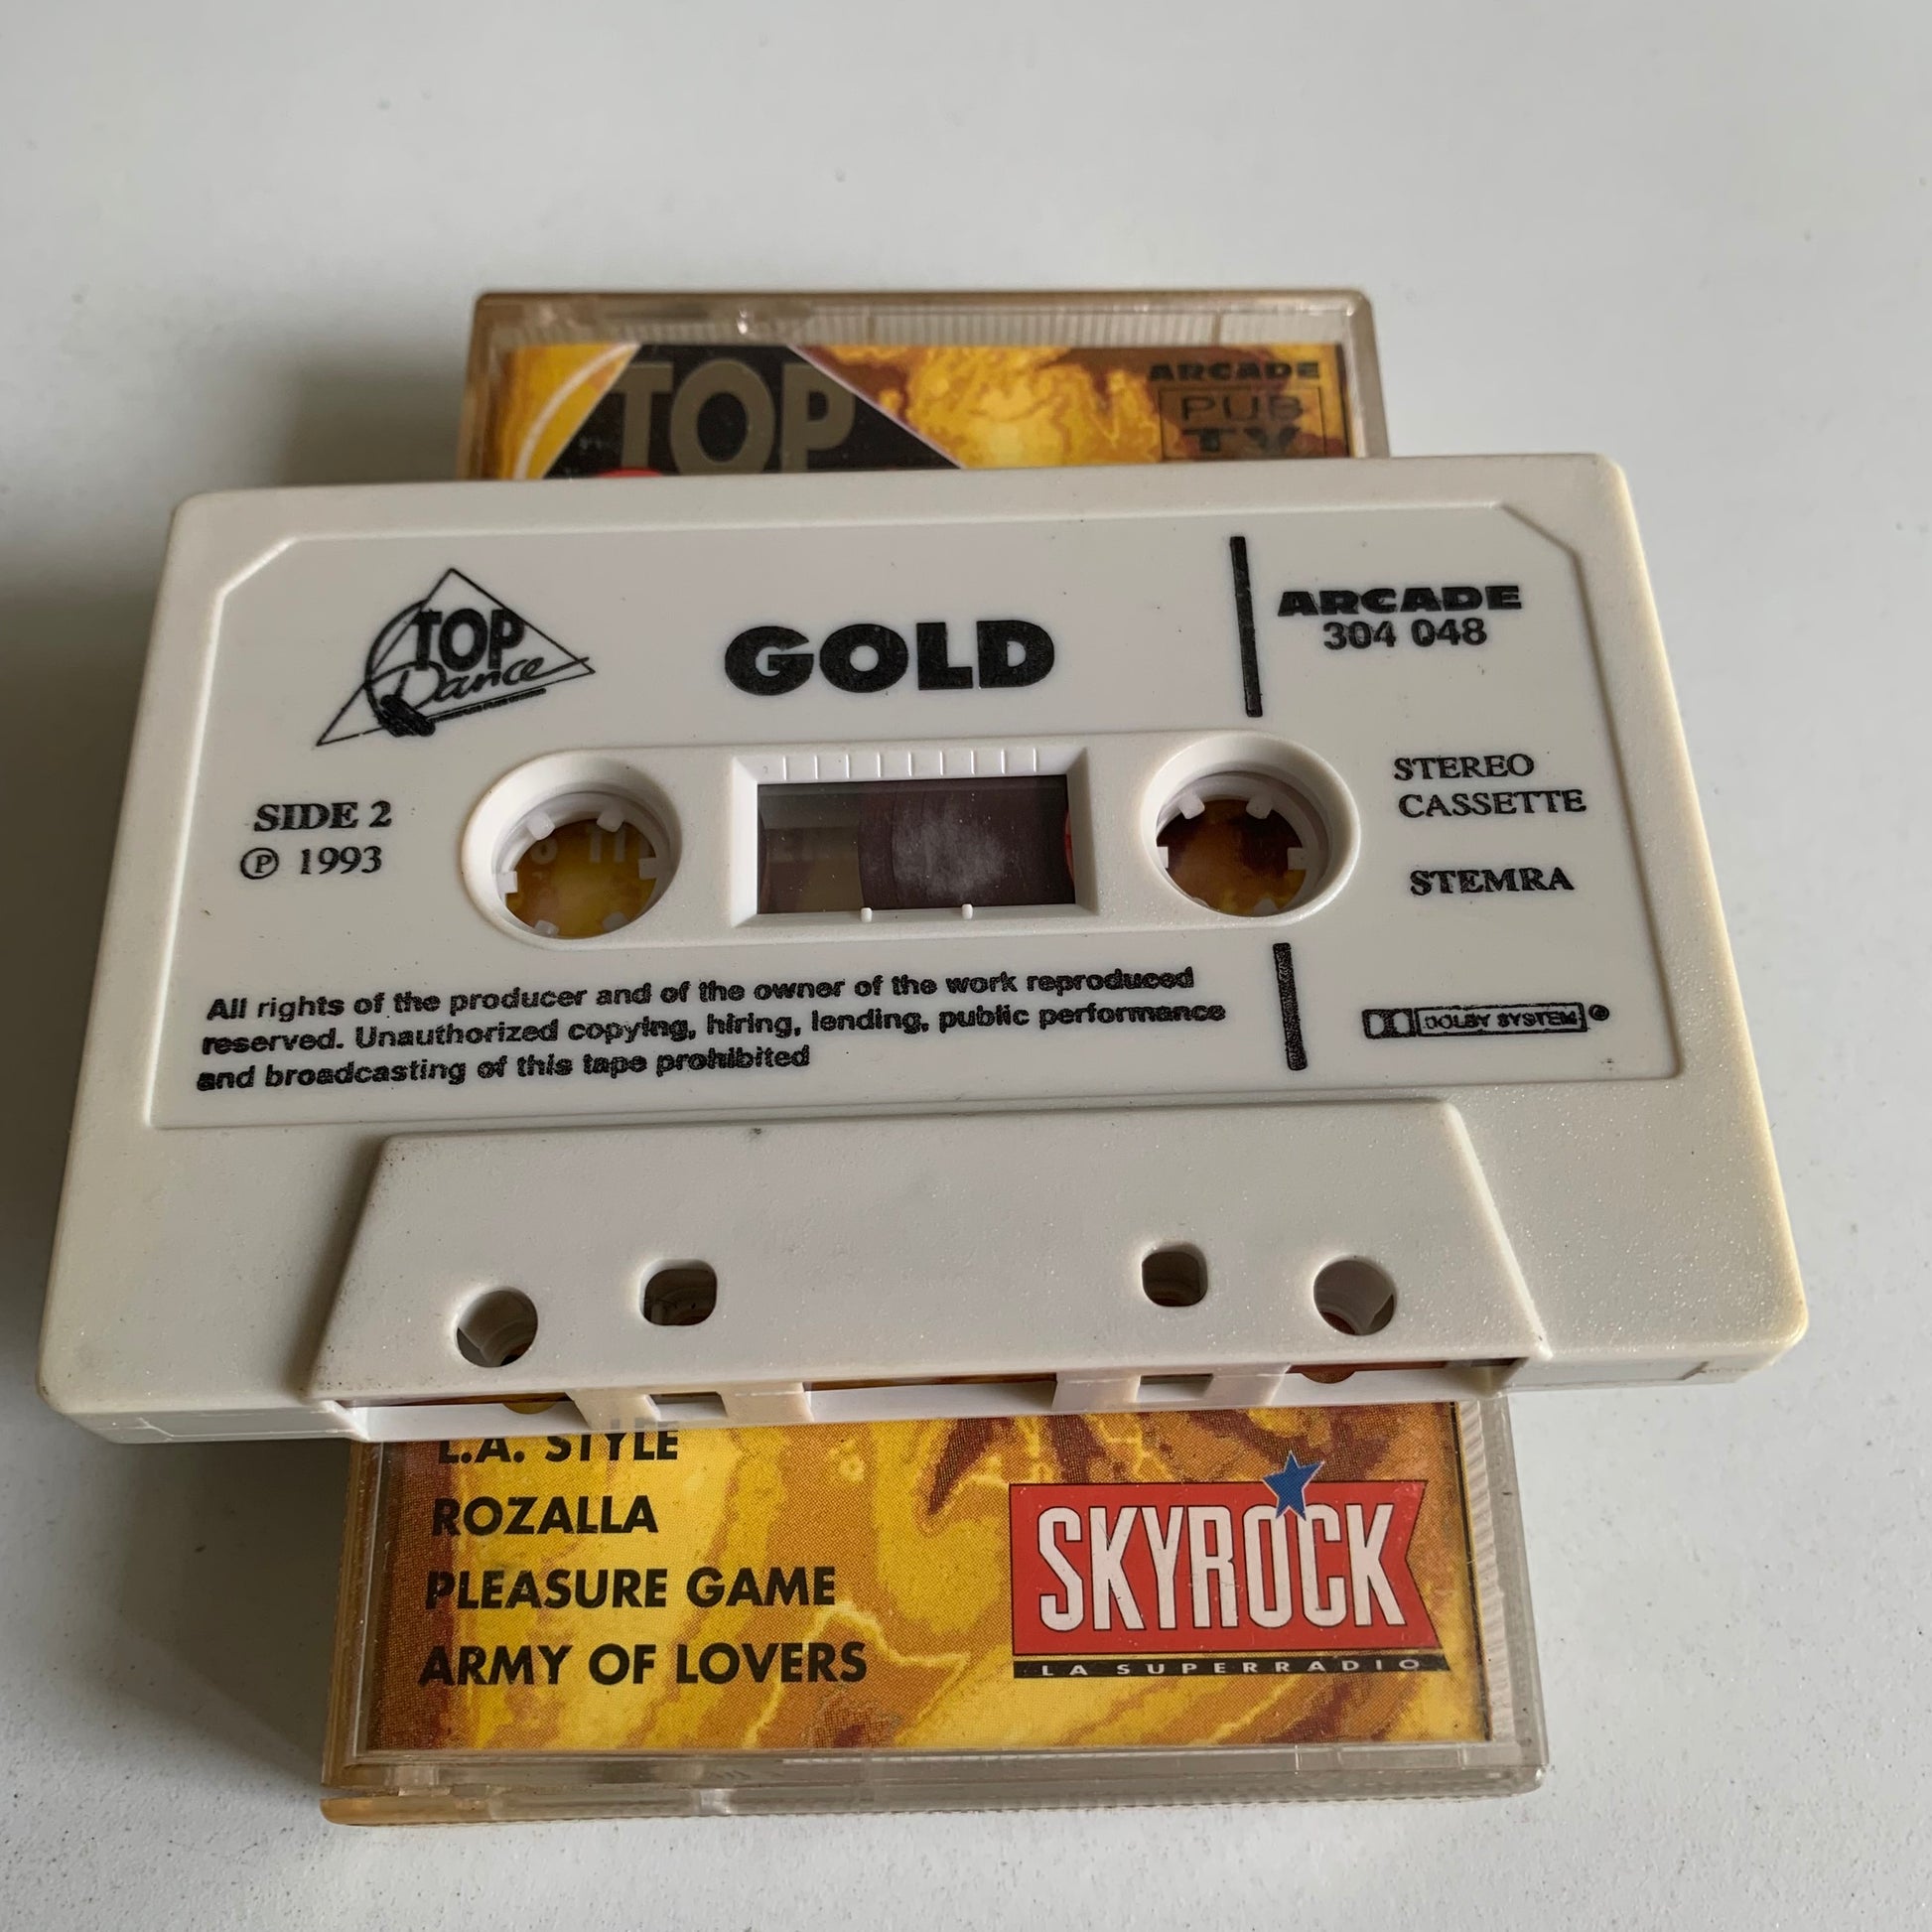 TOP
ARCADE
PUB
TV
TOP
Dance
GOLD
ARCADE
304 048
SIDE 2
℗ 1993
STEREO
CASSETTE
STEMRA
All rights of the producer and of the owner of the work reproduced
reserved. Unauthorized copying, hiring, lending, public performance
and broadcasting of this tape prohibited
DOLBY SYSTEM ®
L.A. STYLE
ROZALLA
PLEASURE GAME
ARMY OF LOVERS
SKYROCK
LA SUPERRADIO